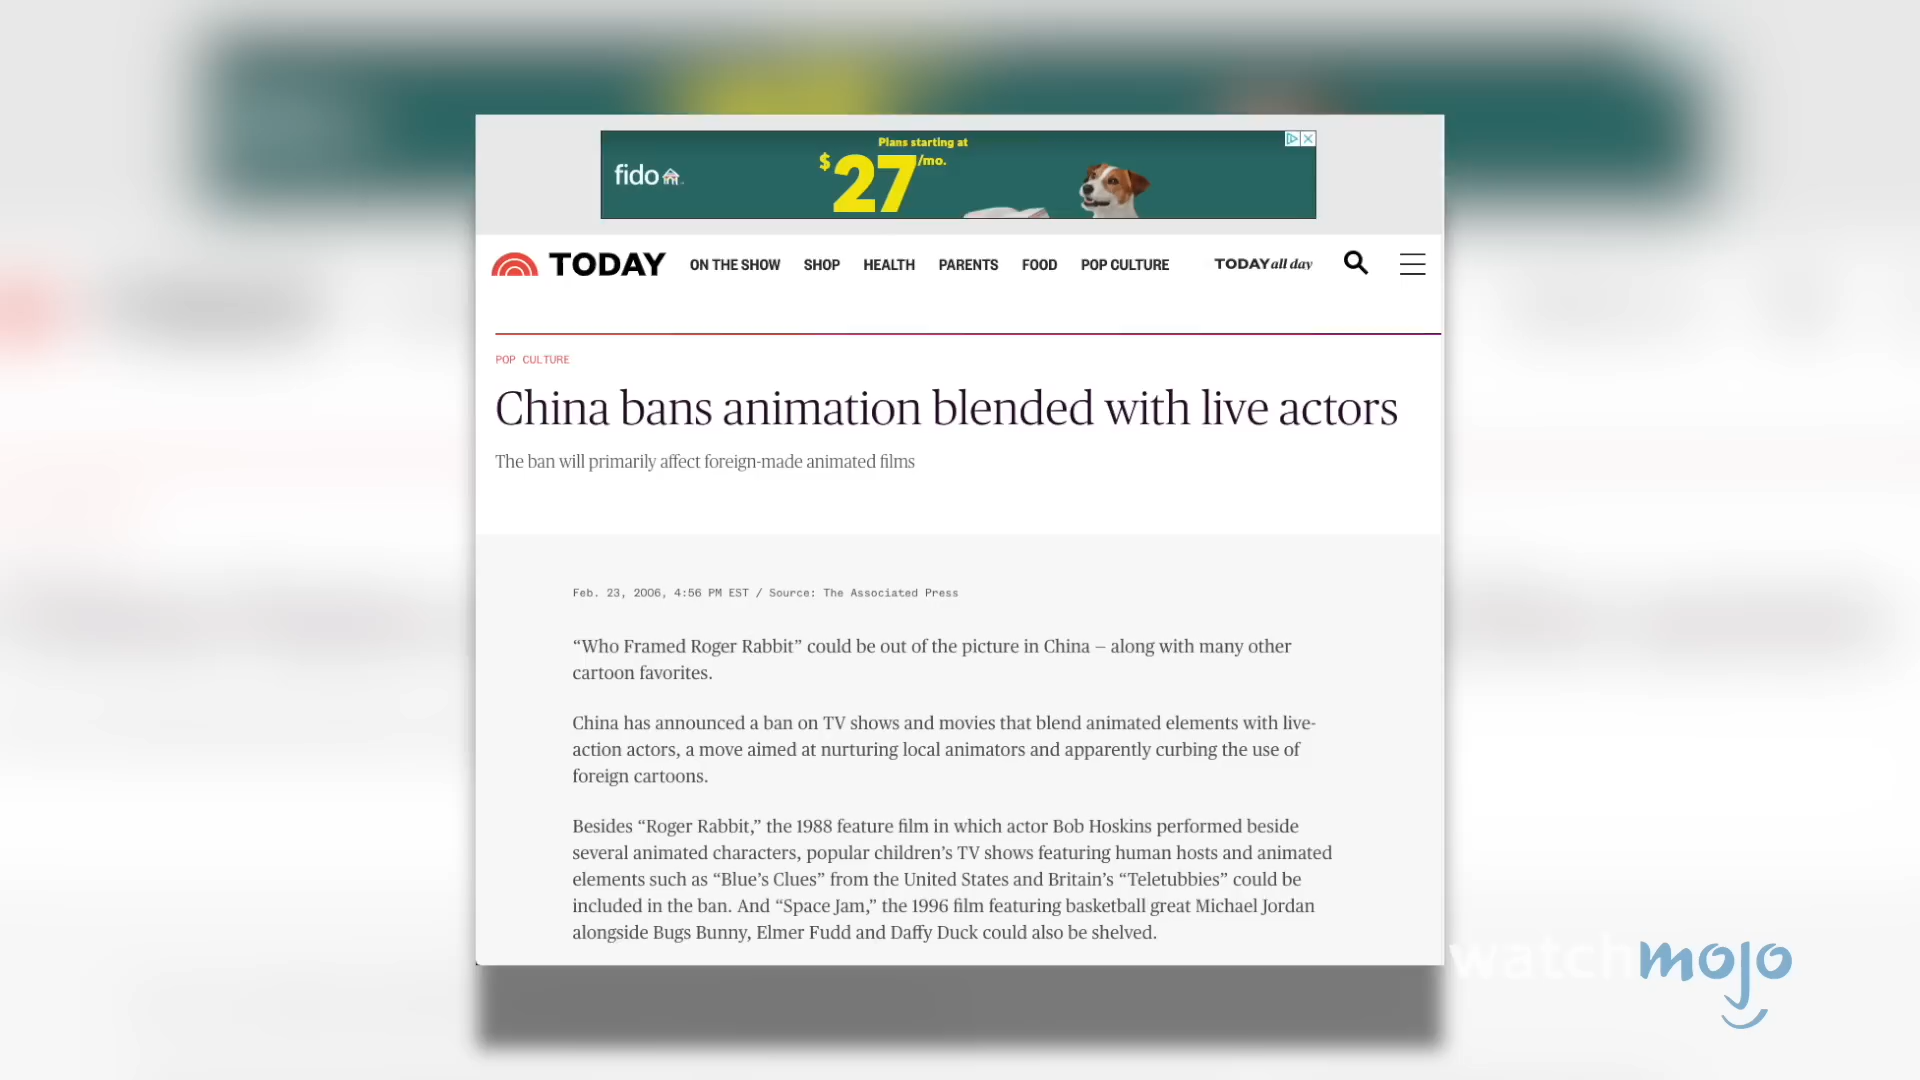 Plans starting at
fido
$27/mo.
TODAY ON THE SHOW SHOP HEALTH PARENTS FOOD POP CULTURE TODAY all day
POP CULTURE
China bans animation blended with live actors
The ban will primarily affect foreign-made animated films
Feb. 23, 2006, 4:56 PM EST / Source: The Associated Press
“Who Framed Roger Rabbit” could be out of the picture in China — along with many other
cartoon favorites.
China has announced a ban on TV shows and movies that blend animated elements with live-
action actors, a move aimed at nurturing local animators and apparently curbing the use of
foreign cartoons.
Besides “Roger Rabbit,” the 1988 feature film in which actor Bob Hoskins performed beside
several animated characters, popular children’s TV shows featuring human hosts and animated
elements such as “Blue’s Clues” from the United States and Britain’s “Teletubbies” could be
included in the ban. And “Space Jam,” the 1996 film featuring basketball great Michael Jordan
alongside Bugs Bunny, Elmer Fudd and Daffy Duck could also be shelved.
watchmojo